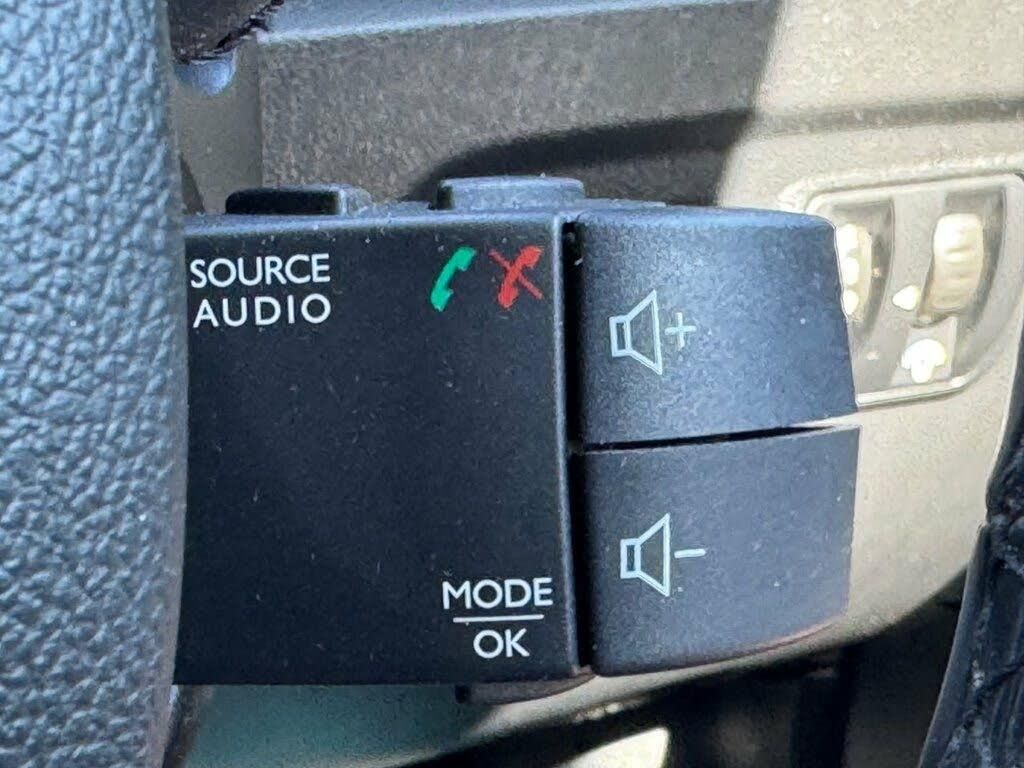 SOURCE
AUDIO
+
-
MODE
OK